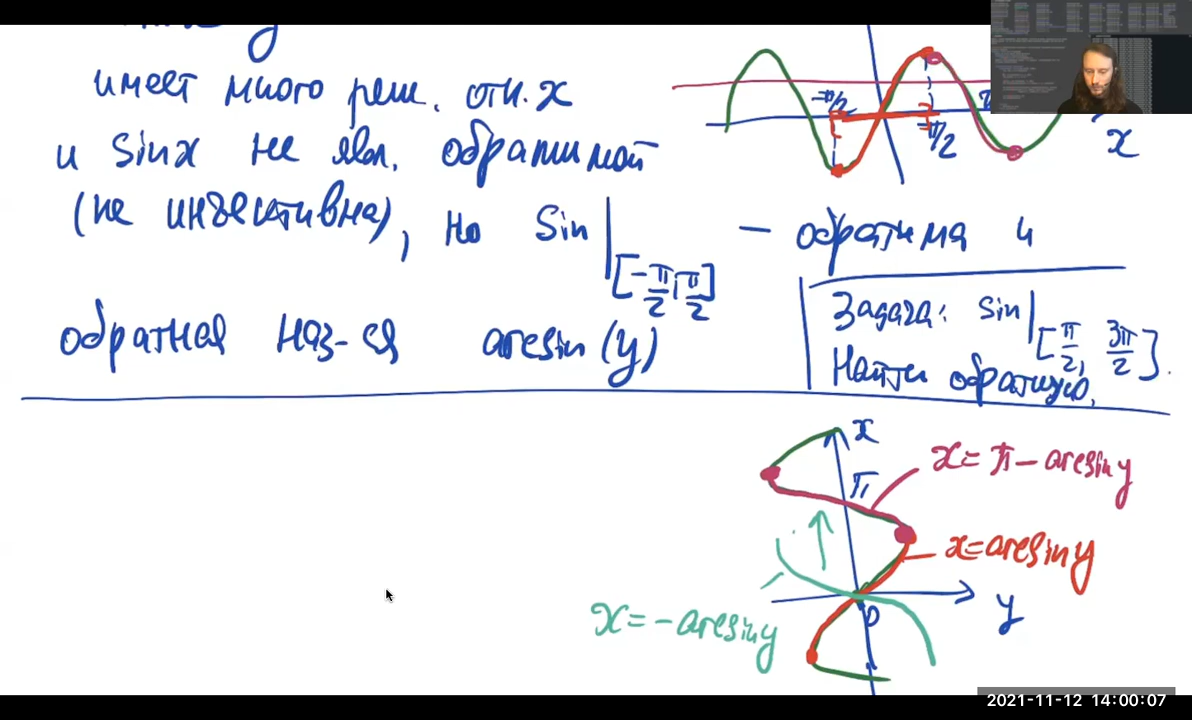 имеет много реш. отн. x
и Sinx не явл. обратимой
(не инъективна), но Sin|[-π/2, π/2] — обратима и
обратная наз-ся arcsin(y)
-π/2
π/2
x
Задача: Sin|[π/2, 3π/2].
Найти обратную.
x
π
x = π - arcsin y
x = arcsin y
0
y
x = - arcsin y
2021-11-12 14:00:07